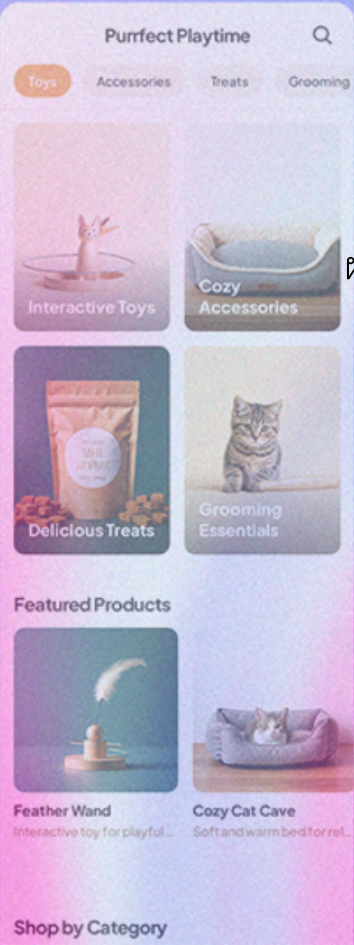 Purrfect Playtime
Toys Accessories Treats Grooming
Interactive Toys
Cozy
Accessories
Delicious Treats
Grooming
Essentials
Featured Products
Feather Wand
Interactive toy for playful...
Cozy Cat Cave
Soft and warm bed for rel...
Shop by Category